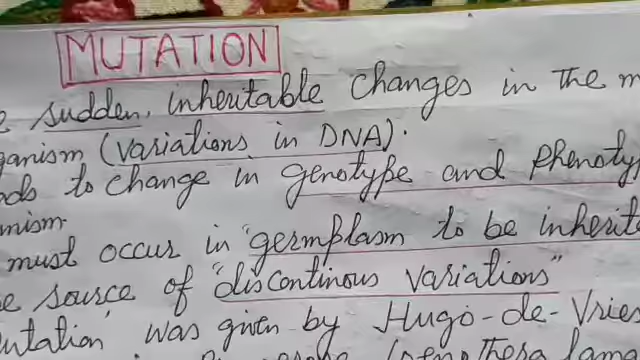 MUTATION
sudden, inheritable changes in the m
ganism (variations in DNA).
ds to change in genotype and phenoty
nism.
must occur in "germplasm to be inherit
e source of "discontinous variations"
utation' was given by Hugo-de-Vries